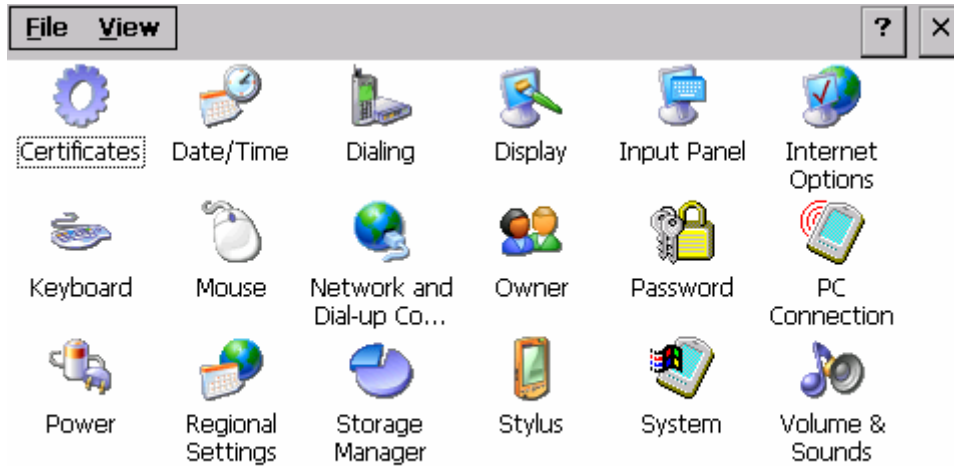 File View ? ×
Certificates Date/Time Dialing Display Input Panel Internet
Options
Keyboard Mouse Network and Owner Password PC
Dial-up Co... Connection
Power Regional Storage Stylus System Volume &
Settings Manager Sounds